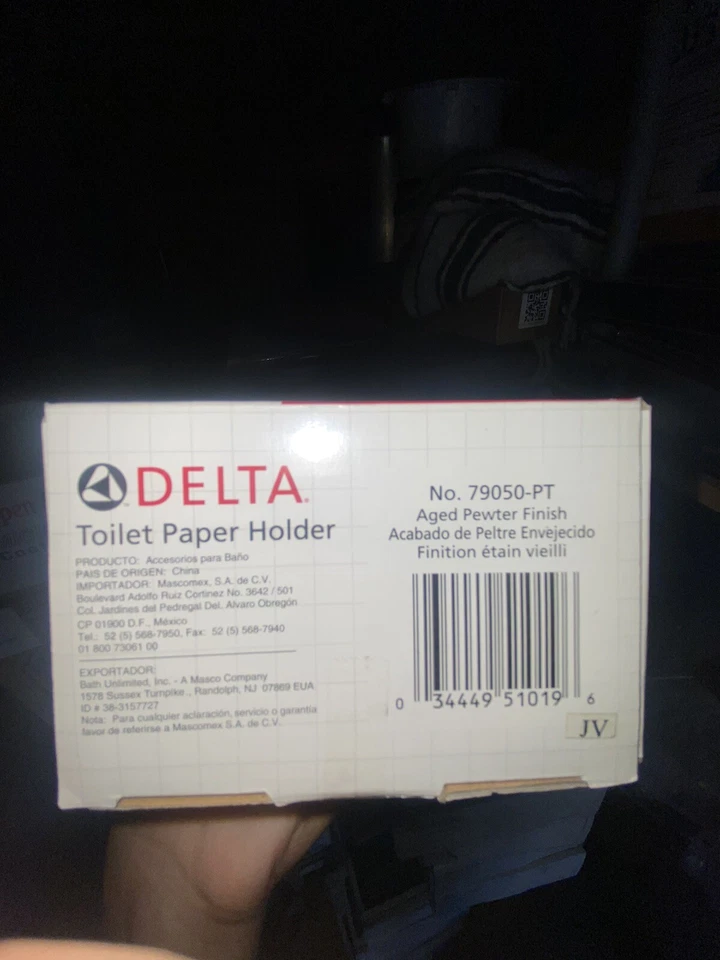 DELTA
Toilet Paper Holder
PRODUCTO: Accesorios para Baño
PAIS DE ORIGEN: China
IMPORTADOR: Mascomex, S.A. de C.V.
Boulevard Adolfo Ruiz Cortinez No. 3642 / 501
Col. Jardines del Pedregal Del. Alvaro Obregón
CP 01900 D.F., México
Tel.: 52 (5) 568-7950, Fax: 52 (5) 568-7940
01 800 73061 00
EXPORTADOR:
Bath Unlimited, Inc. - A Masco Company
1578 Sussex Turnpike., Randolph, NJ 07869 EUA
ID # 38-3157727
Nota: Para cualquier aclaración, servicio o garantia
favor de referirse a Mascomex S.A. de C.V.
No. 79050-PT
Aged Pewter Finish
Acabado de Peltre Envejecido
Finition étain vieilli
0 34449 51019 6
JV